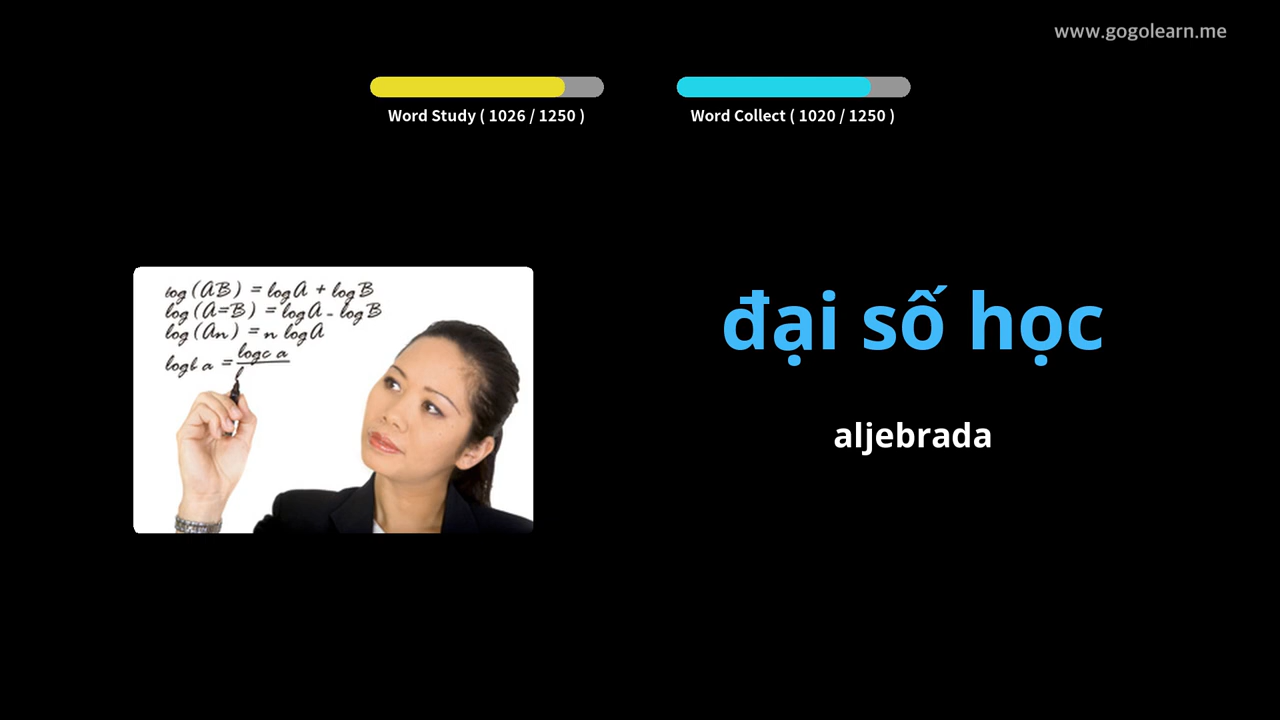 www.gogolearn.me
Word Study ( 1026 / 1250 )
Word Collect ( 1020 / 1250 )
log (AB) = log A + log B
log (A=B) = log A - log B
log (An) = n log A
logb a = logc a
đại số học
aljebrada